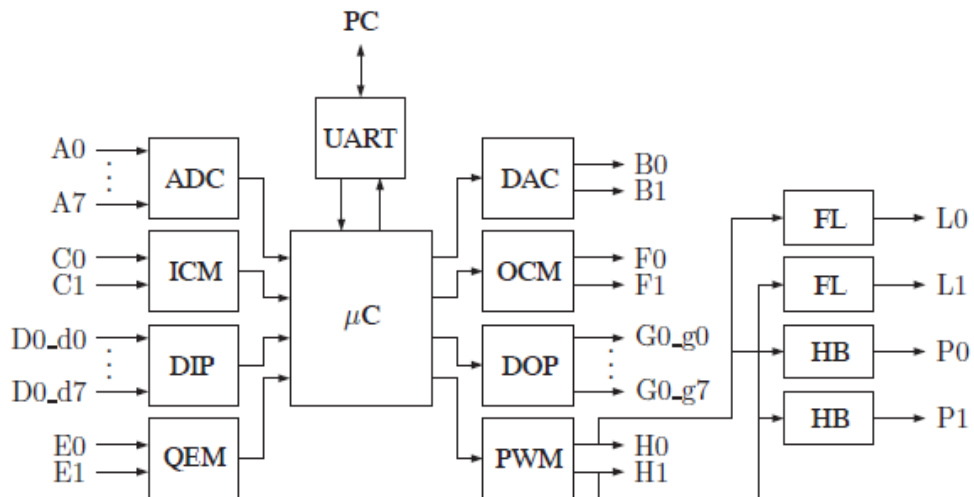 PC
UART
A0
A7
ADC
DAC
B0
B1
C0
C1
ICM
μC
OCM
F0
F1
D0_d0
D0_d7
DIP
DOP
G0_g0
G0_g7
E0
E1
QEM
PWM
H0
H1
FL
L0
FL
L1
HB
P0
HB
P1